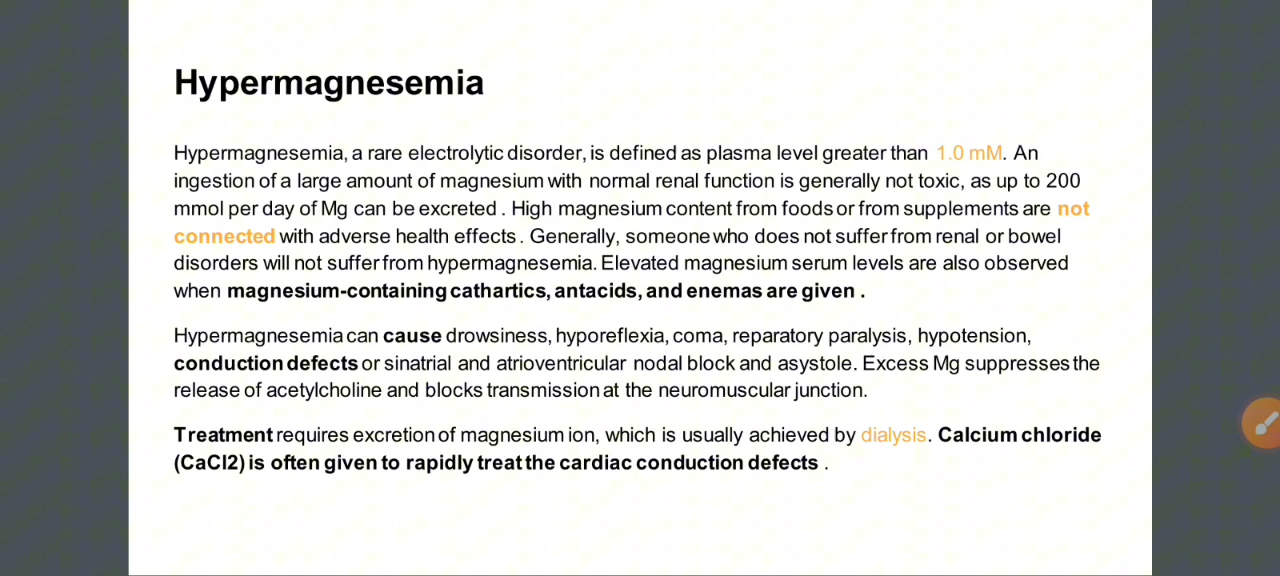 Hypermagnesemia
Hypermagnesemia, a rare electrolytic disorder, is defined as plasma level greater than 1.0 mM. An
ingestion of a large amount of magnesium with normal renal function is generally not toxic, as up to 200
mmol per day of Mg can be excreted . High magnesium content from foods or from supplements are not
connected with adverse health effects . Generally, someone who does not suffer from renal or bowel
disorders will not suffer from hypermagnesemia. Elevated magnesium serum levels are also observed
when magnesium-containing cathartics, antacids, and enemas are given .
Hypermagnesemia can cause drowsiness, hyporeflexia, coma, reparatory paralysis, hypotension,
conduction defects or sinatrial and atrioventricular nodal block and asystole. Excess Mg suppresses the
release of acetylcholine and blocks transmission at the neuromuscular junction.
Treatment requires excretion of magnesium ion, which is usually achieved by dialysis. Calcium chloride
(CaCl2) is often given to rapidly treat the cardiac conduction defects .